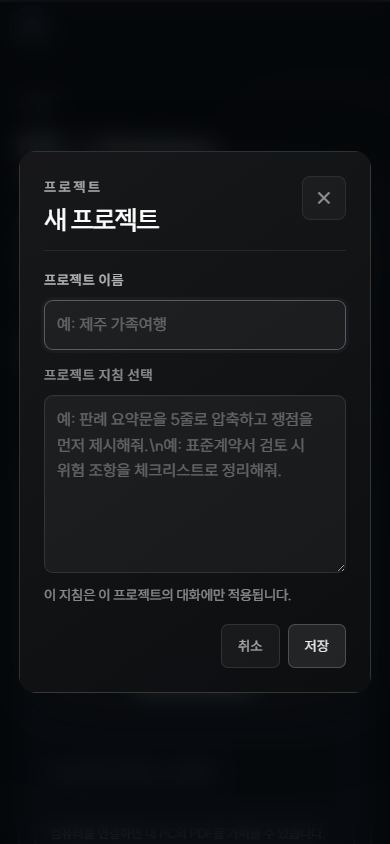 프로젝트
새 프로젝트
프로젝트 이름
예: 제주 가족여행
프로젝트 지침 선택
예: 판례 요약문을 5줄로 압축하고 쟁점을
먼저 제시해줘.\n예: 표준계약서 검토 시
위험 조항을 체크리스트로 정리해줘.
이 지침은 이 프로젝트의 대화에만 적용됩니다.
취소
저장